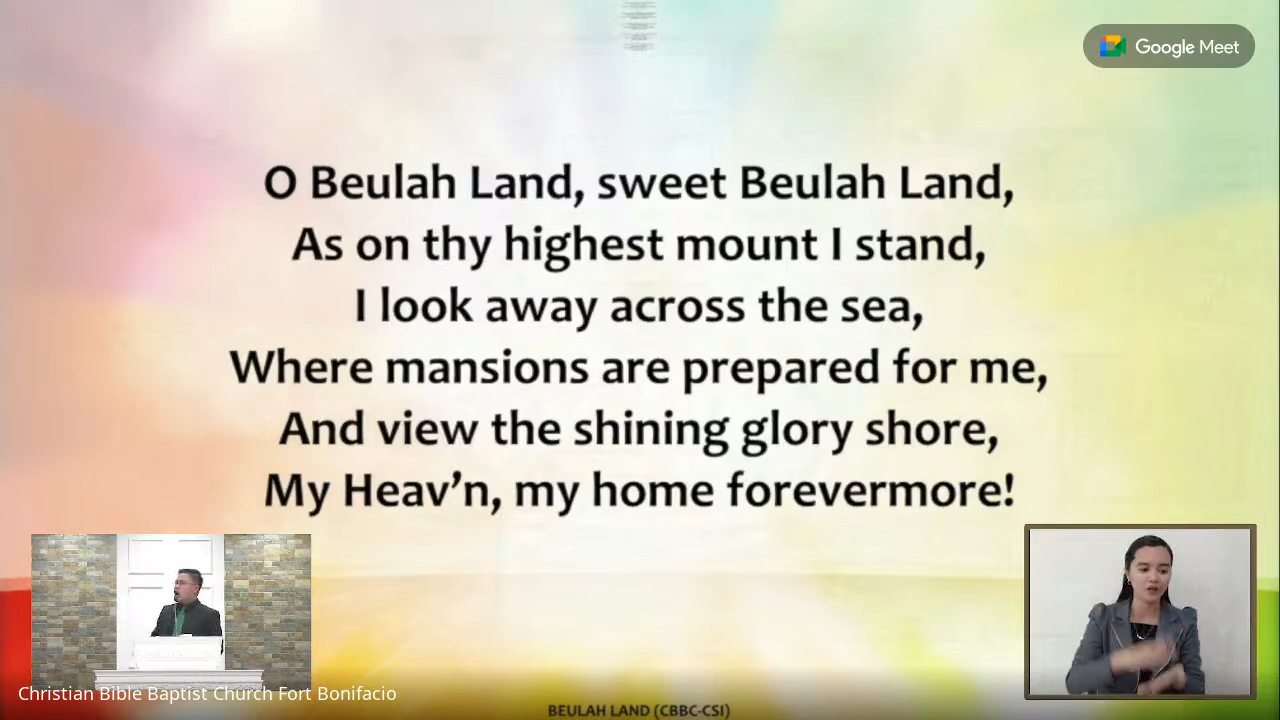 Google Meet
O Beulah Land, sweet Beulah Land,
As on thy highest mount I stand,
I look away across the sea,
Where mansions are prepared for me,
And view the shining glory shore,
My Heav’n, my home forevermore!
Christian Bible Baptist Church Fort Bonifacio
BEULAH LAND (CBBC-CSI)